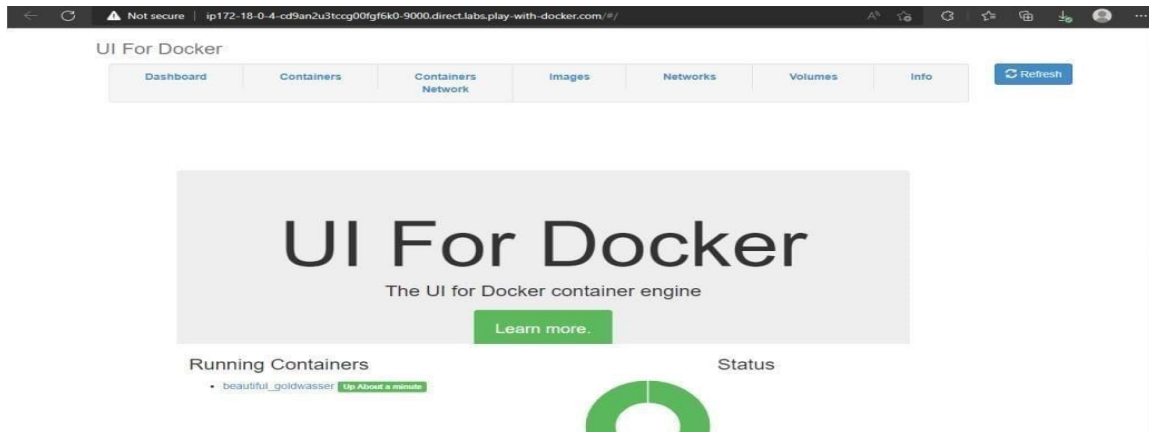 Not secure | ip172-18-0-4-cd9an2u3tccg00fgf6k0-9000.direct.labs.play-with-docker.com/#/
UI For Docker
Dashboard
Containers
Containers Network
Images
Networks
Volumes
Info
Refresh
UI For Docker
The UI for Docker container engine
Learn more.
Running Containers
beautiful_goldwasser Up About a minute
Status